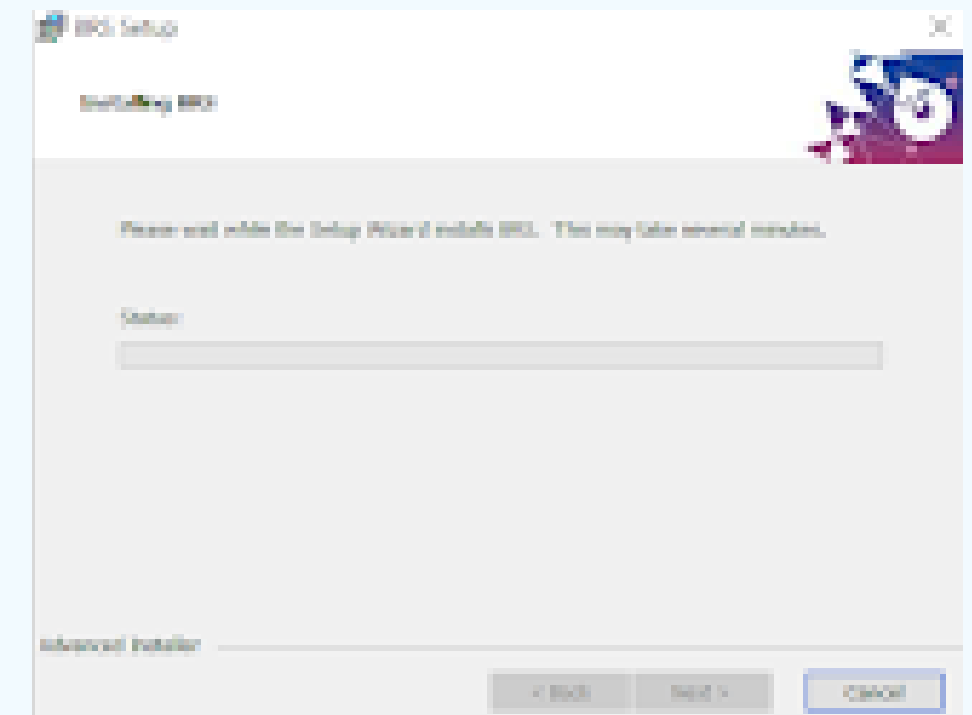 Setup
Installing
Please wait while the Setup Wizard installs  This may take several minutes.
Status:
Advanced Installer
< Back
Next >
Cancel